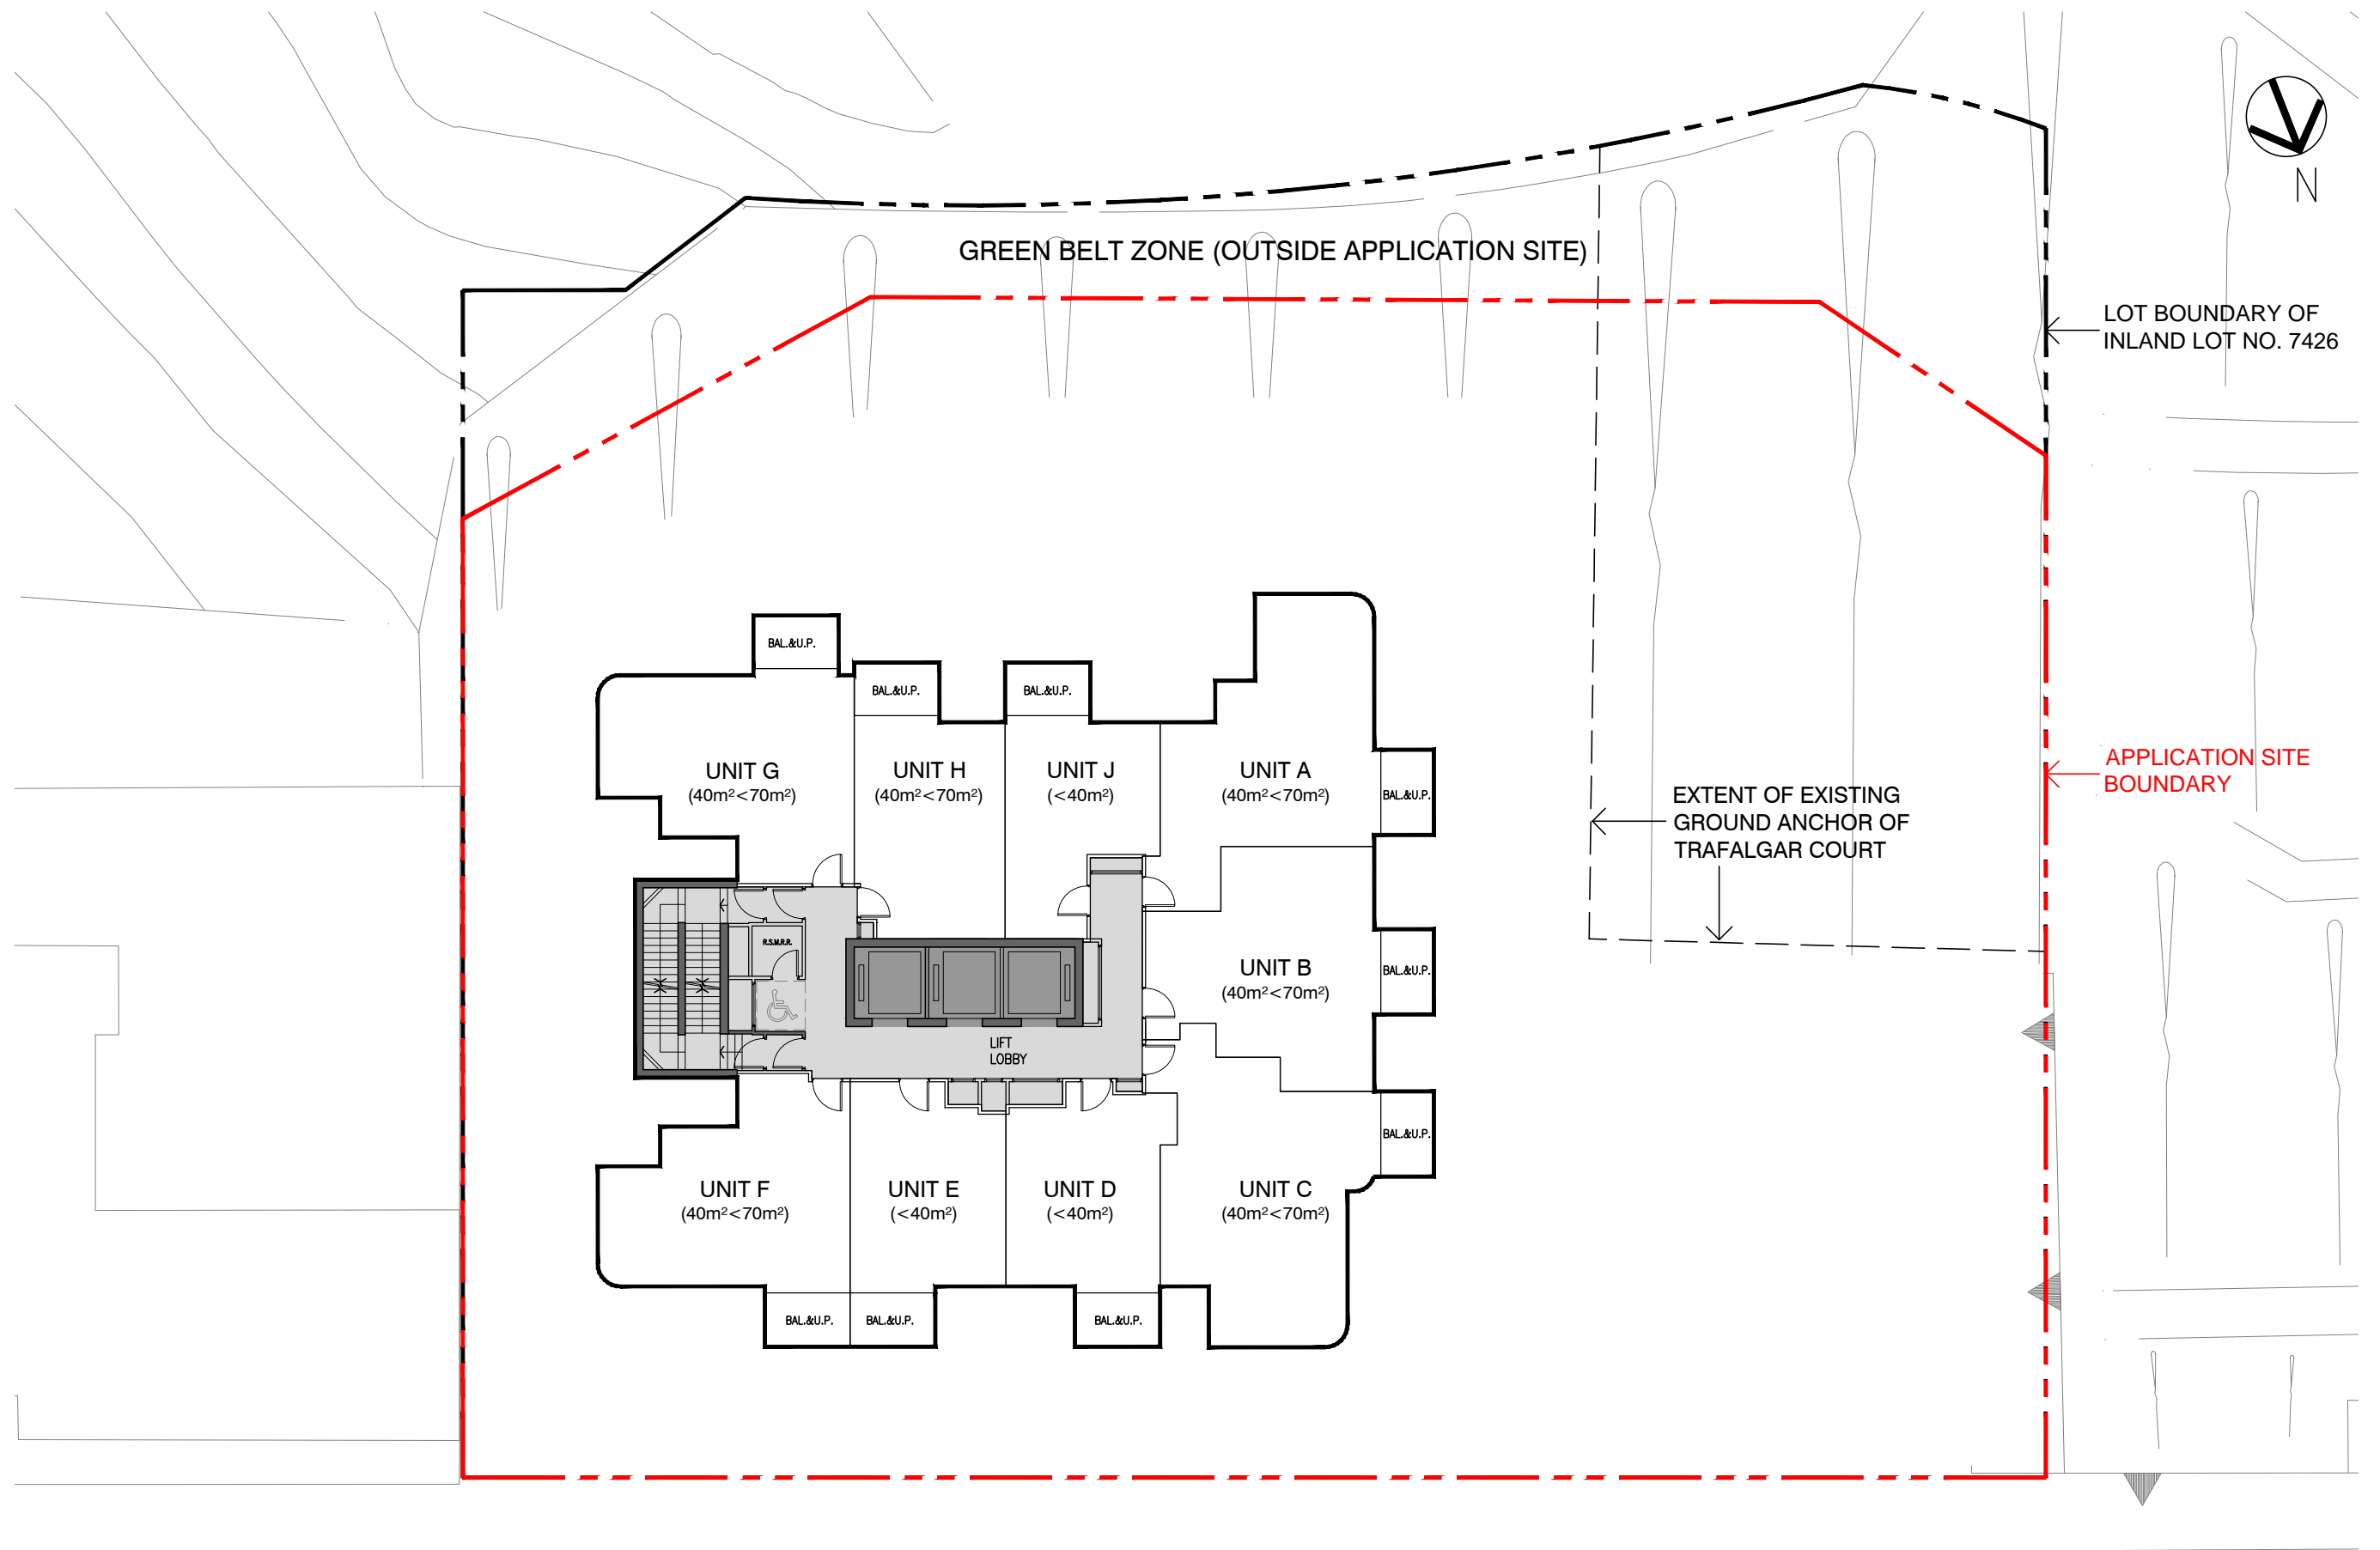 N
GREEN BELT ZONE (OUTSIDE APPLICATION SITE)
LOT BOUNDARY OF
INLAND LOT NO. 7426
BAL.&U.P.
BAL.&U.P.
BAL.&U.P.
UNIT G
(40m²<70m²)
UNIT H
(40m²<70m²)
UNIT J
(<40m²)
UNIT A
(40m²<70m²)
BAL.&U.P.
APPLICATION SITE
BOUNDARY
EXTENT OF EXISTING
GROUND ANCHOR OF
TRAFALGAR COURT
R.S.M.R.R.
UNIT B
(40m²<70m²)
BAL.&U.P.
LIFT
LOBBY
BAL.&U.P.
UNIT F
(40m²<70m²)
UNIT E
(<40m²)
UNIT D
(<40m²)
UNIT C
(40m²<70m²)
BAL.&U.P.
BAL.&U.P.
BAL.&U.P.